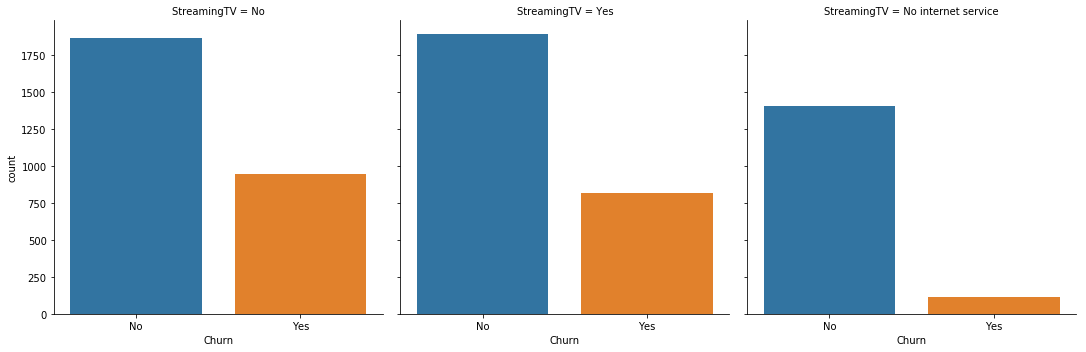 StreamingTV = No
StreamingTV = Yes
StreamingTV = No internet service
count
1750
1500
1250
1000
750
500
250
0
No
Yes
No
Yes
No
Yes
Churn
Churn
Churn